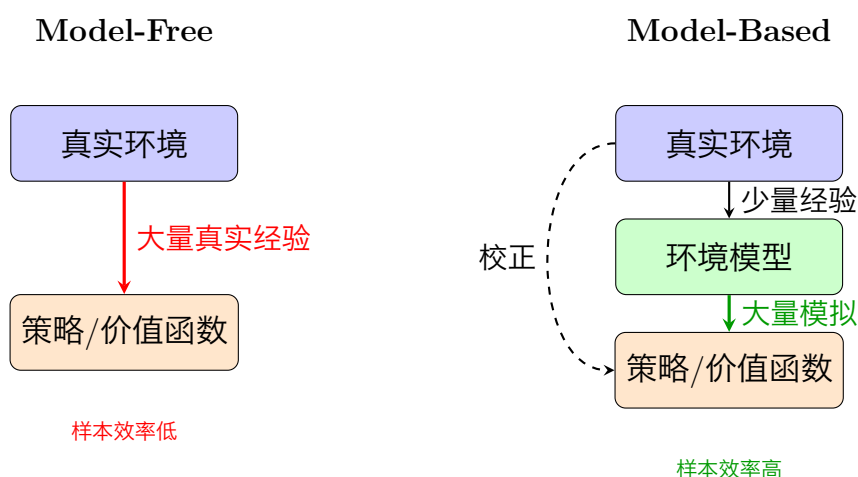 Model-Free
真实环境
大量真实经验
策略/价值函数
样本效率低
Model-Based
真实环境
少量经验
校正
环境模型
大量模拟
策略/价值函数
样本效率高